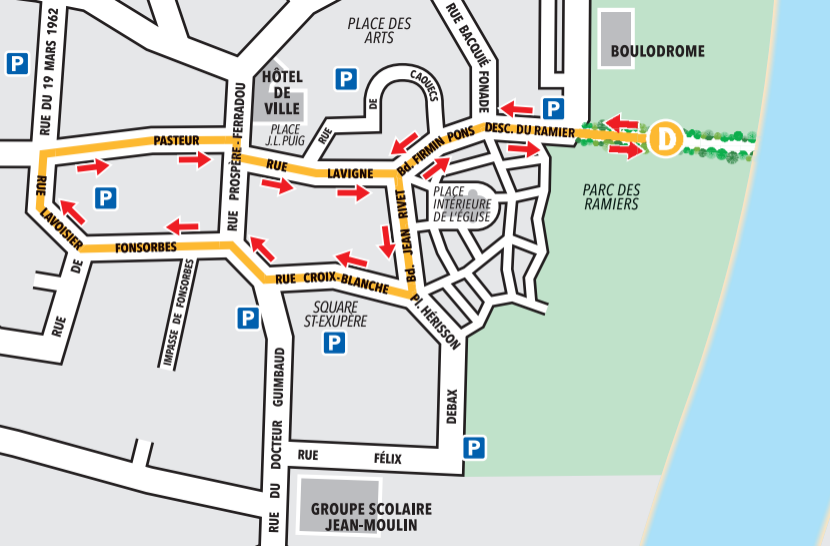 RUE DU 19 MARS 1962
P
PLACE DES
ARTS
RUE BACQUIÉ FONADE
BOULODROME
HÔTEL
DE
VILLE
P
RUE DE CAOUECS
P
PLACE
J.L.PUIG
RUE PROSPERE-FERRADOU
PASTEUR
RUE LAVIGNE
Bd. FIRMIN PONS
DESC. DU RAMIER
D
PARC DES
RAMIERS
PLACE
INTÉRIEURE
DE L'ÉGLISE
P
RUE LAVOISIER
FONSORBES
RUE DE
IMPASSE DE FONSORBES
Bd. JEAN RIVET
RUE CROIX-BLANCHE
SQUARE
ST-EXUPÈRE
P
P
Pl. HÉRISSON
RUE DU DOCTEUR GUIMBAUD
RUE FÉLIX DEBAX
P
GROUPE SCOLAIRE
JEAN-MOULIN